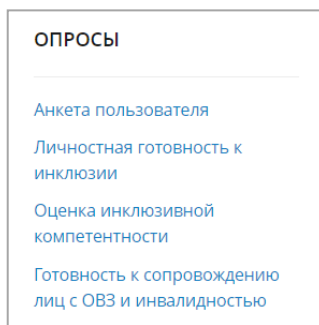 ОПРОСЫ
Анкета пользователя
Личностная готовность к
инклюзии
Оценка инклюзивной
компетентности
Готовность к сопровождению
лиц с ОВЗ и инвалидностью